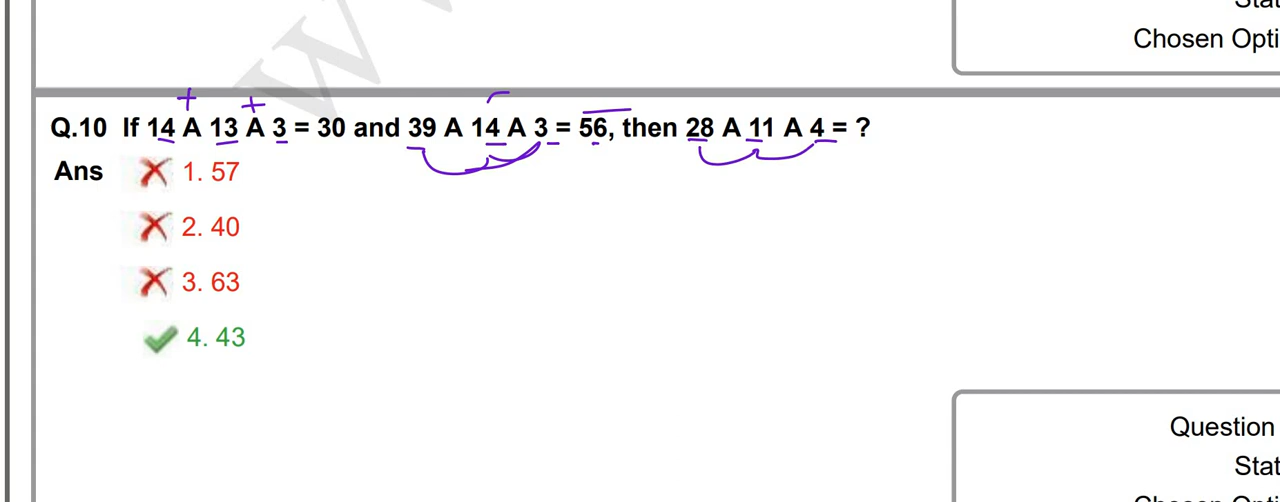 Stat
Chosen Opti
+ +
Q.10 If 14 A 13 A 3 = 30 and 39 A 14 A 3 = 56, then 28 A 11 A 4 = ?
Ans 1. 57
2. 40
3. 63
4. 43
Question
Stat
W